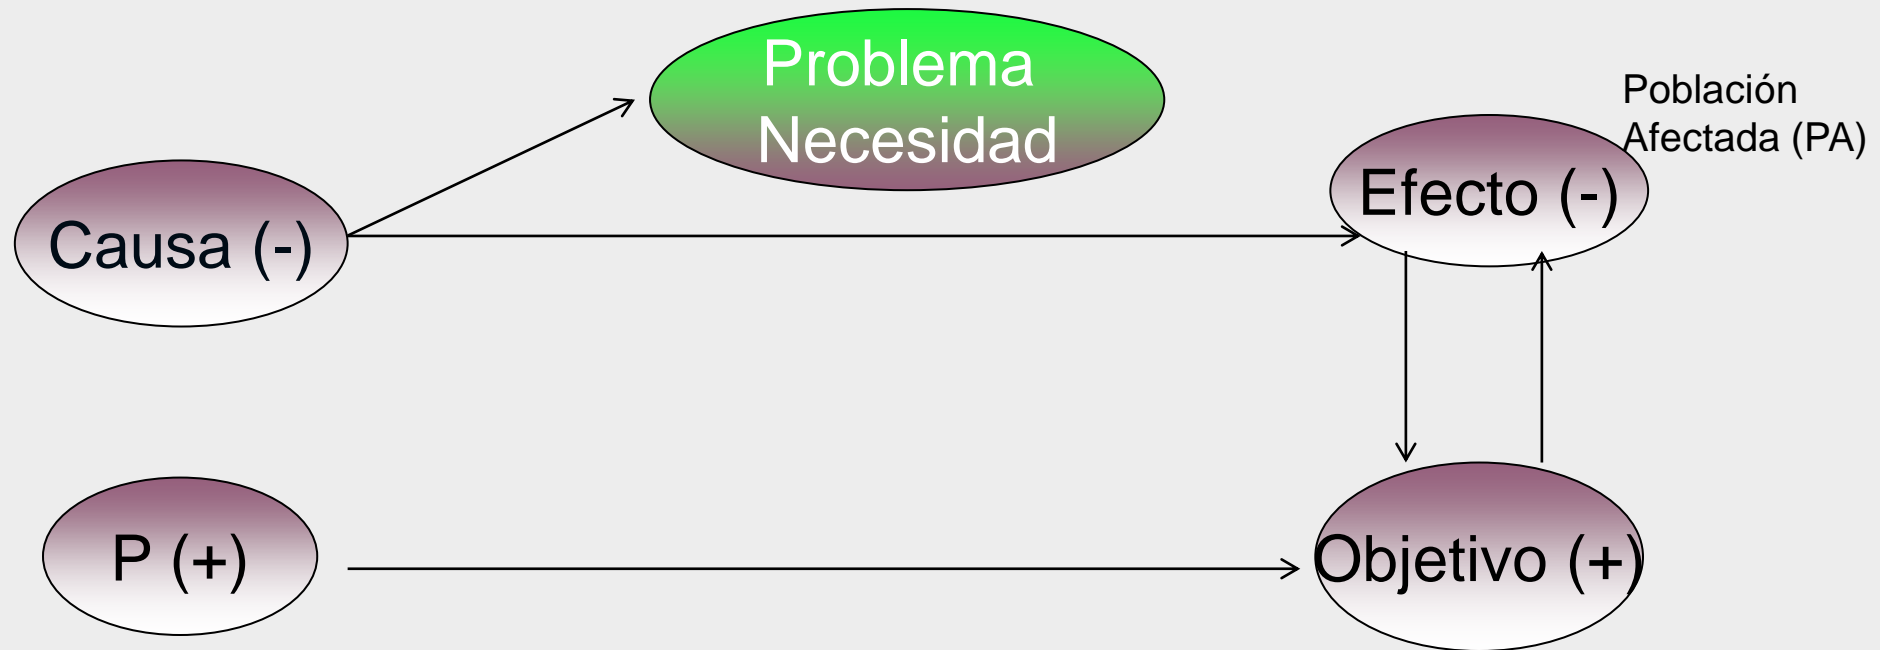 Problema
Necesidad
Población
Afectada (PA)
Efecto (-)
Causa (-)
P (+)
Objetivo (+)